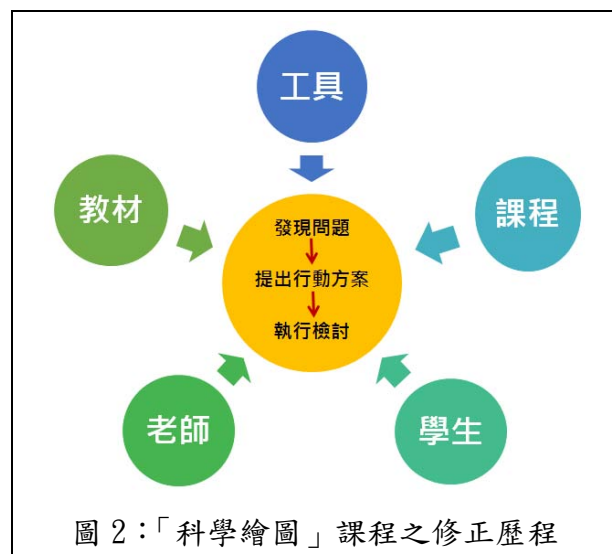 工具
教材
課程
發現問題
提出行動方案
執行檢討
老師
學生
圖 2：「科學繪圖」課程之修正歷程